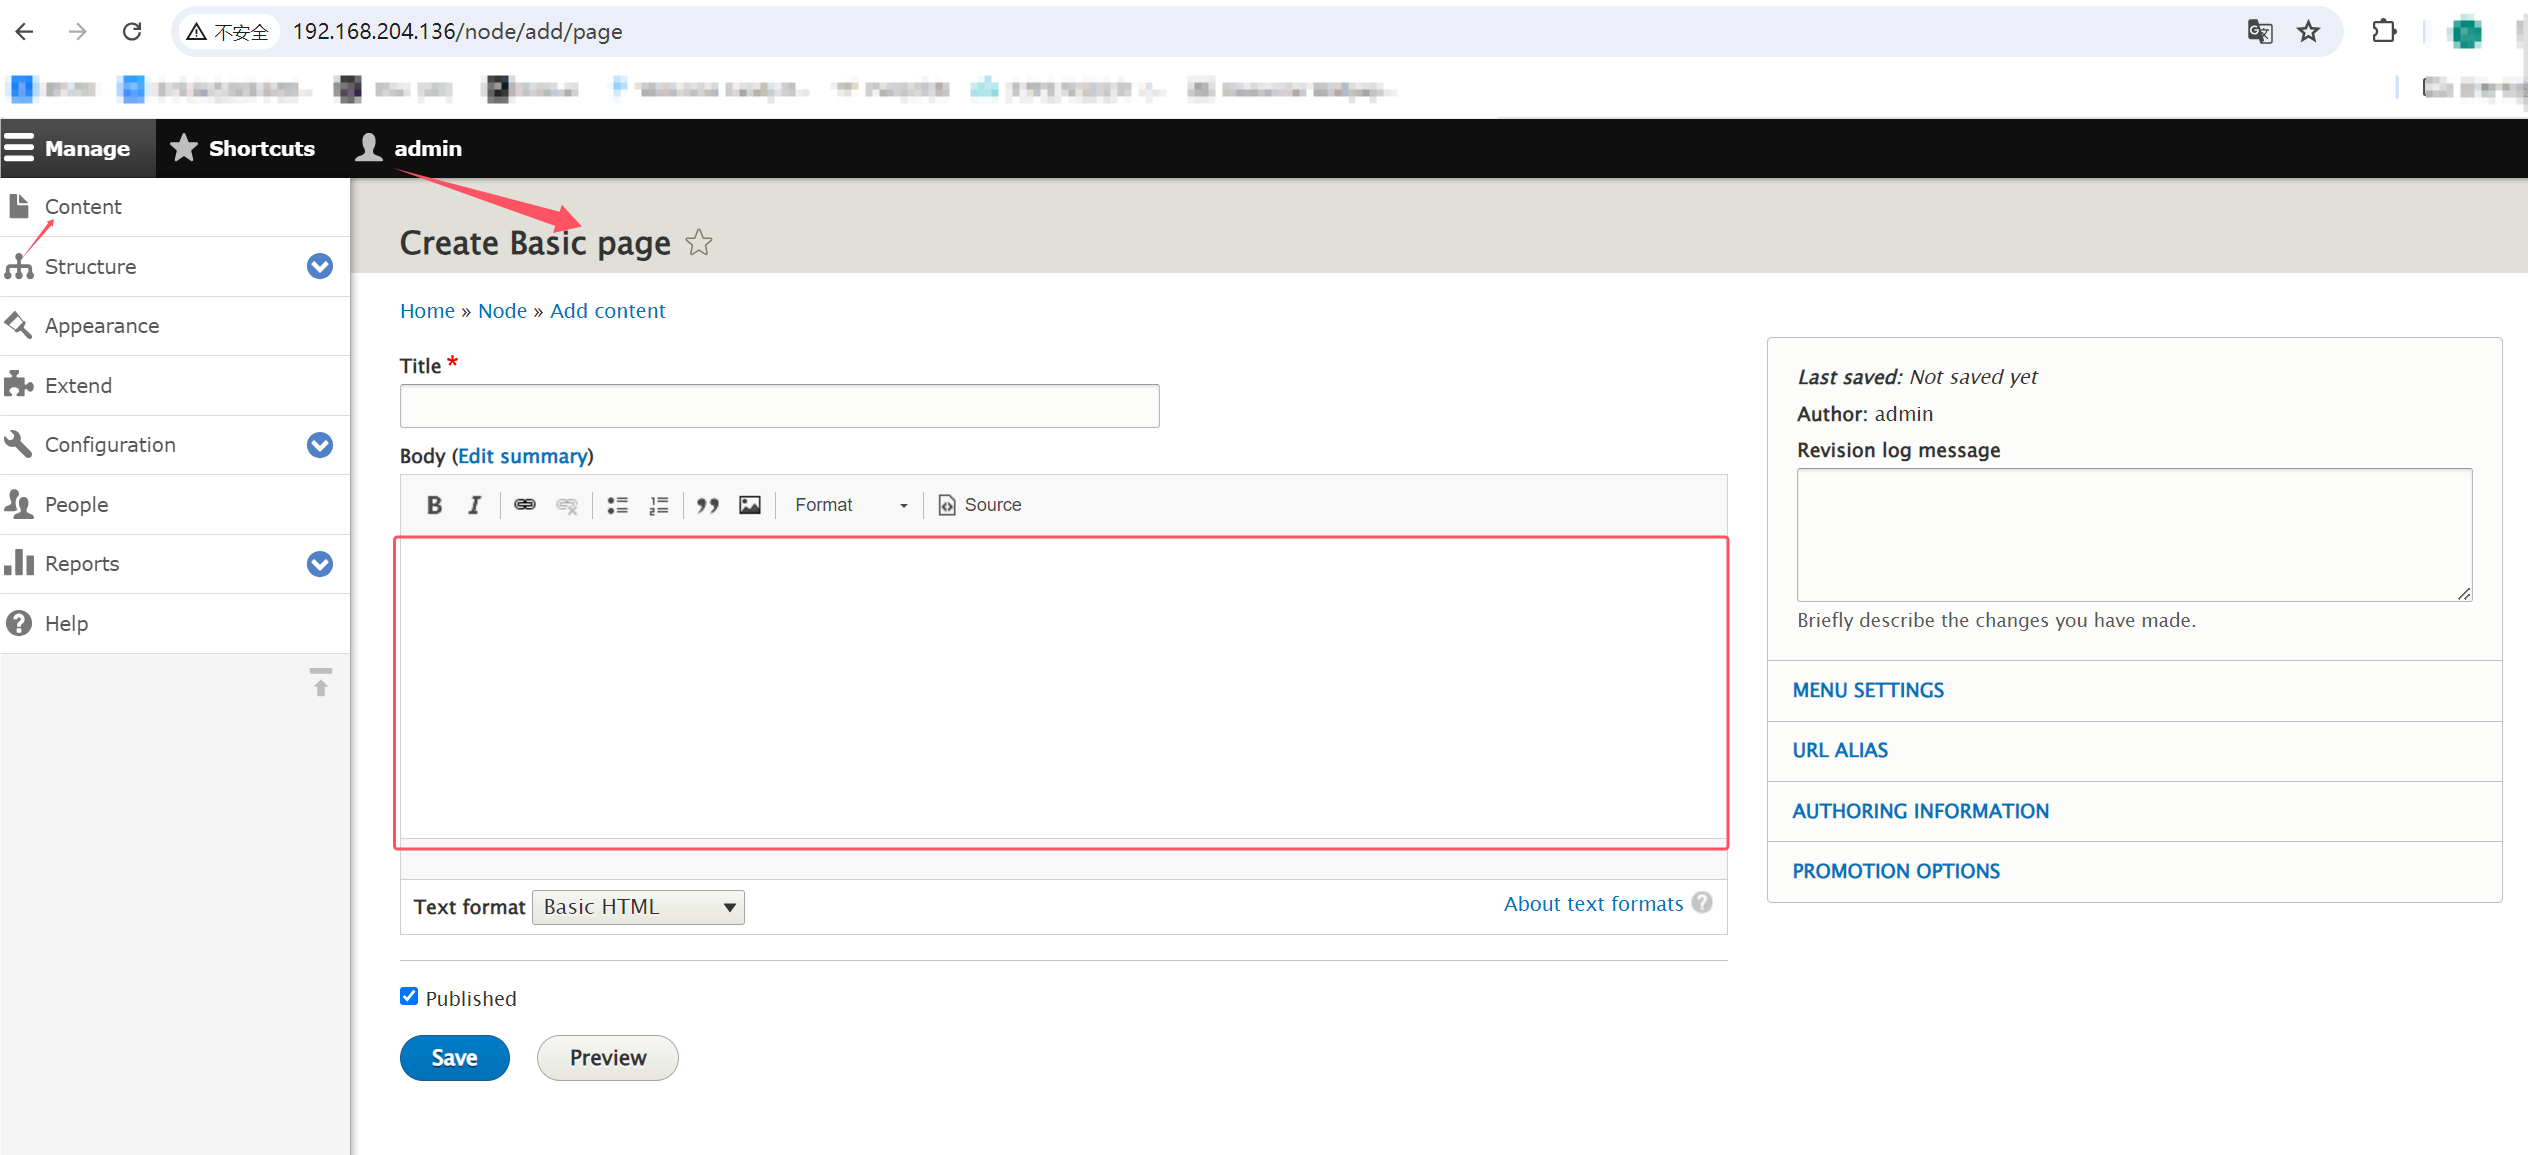 不安全 192.168.204.136/node/add/page
Manage Shortcuts admin
Content
Structure
Appearance
Extend
Configuration
People
Reports
Help
Create Basic page
Home » Node » Add content
Title *
Body (Edit summary)
B I Format Source
Text format Basic HTML
About text formats ?
Published
Save Preview
Last saved: Not saved yet
Author: admin
Revision log message
Briefly describe the changes you have made.
MENU SETTINGS
URL ALIAS
AUTHORING INFORMATION
PROMOTION OPTIONS